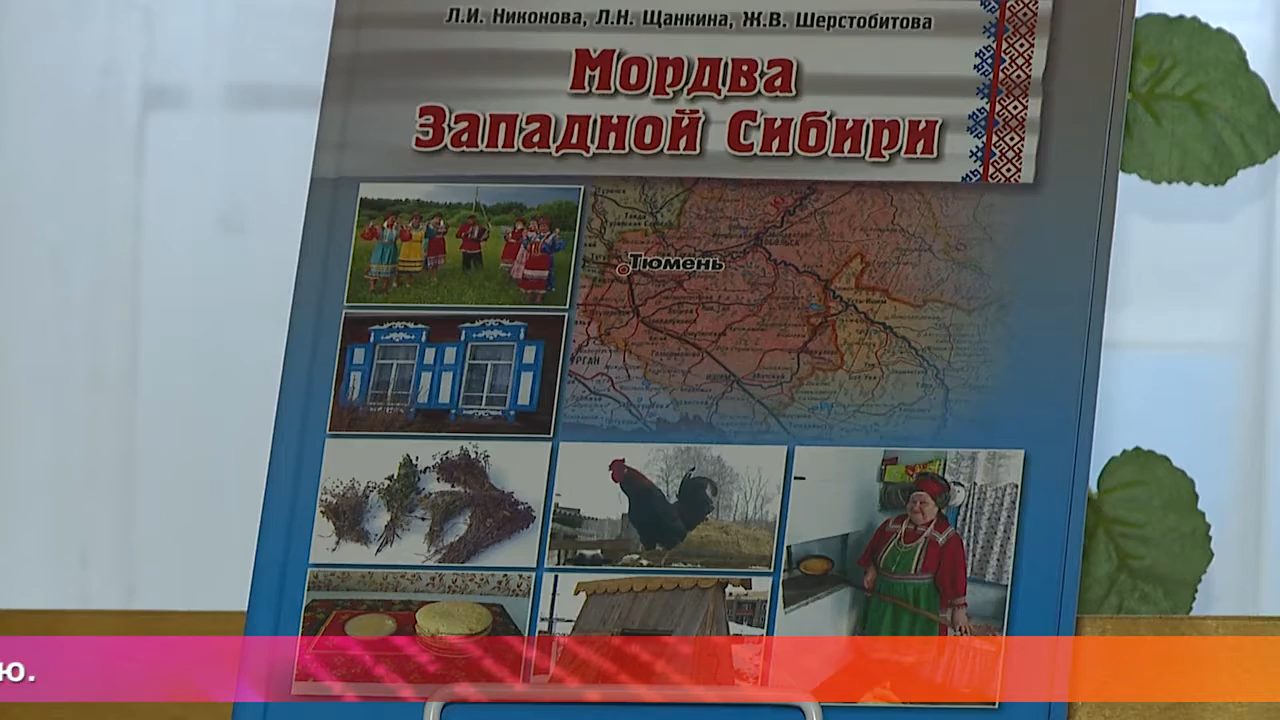 Л.И. Никонова, Л.Н. Щанкина, Ж.В. Шерстобитова
Мордва
Западной Сибири
Тюмень
ю.